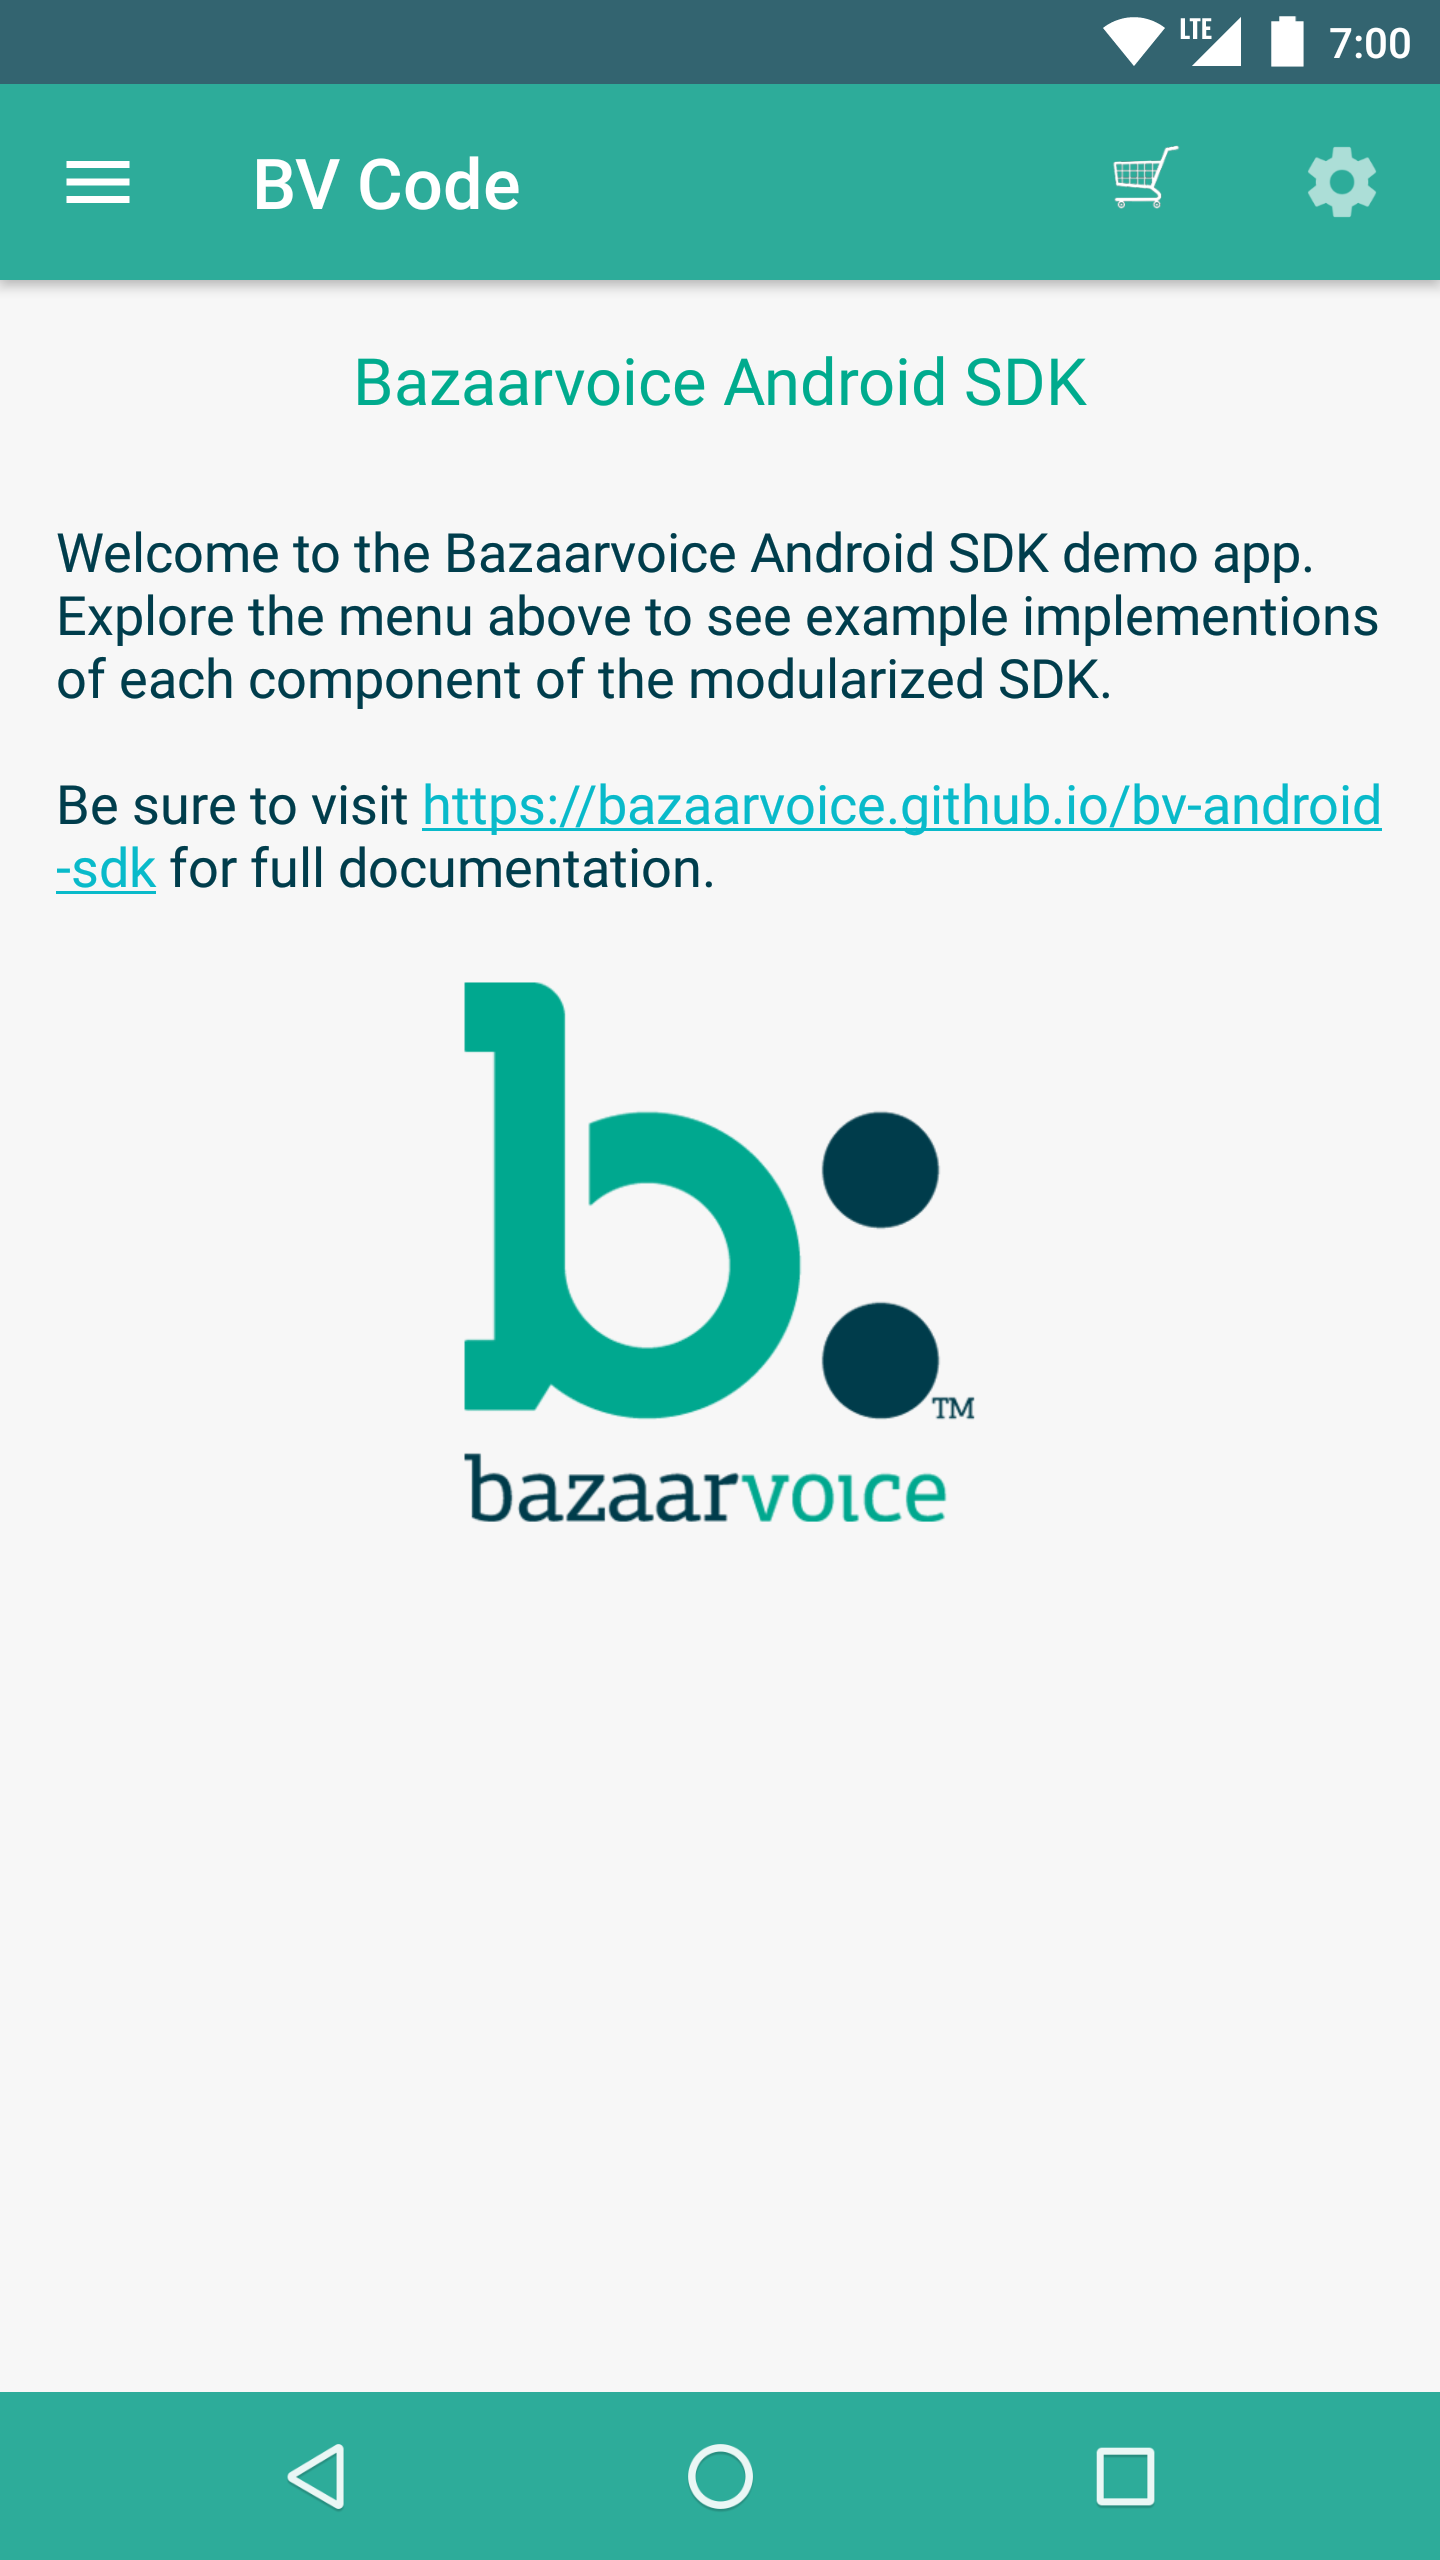 LTE 7:00
BV Code
Bazaarvoice Android SDK
Welcome to the Bazaarvoice Android SDK demo app.
Explore the menu above to see example implementions
of each component of the modularized SDK.
Be sure to visit https://bazaarvoice.github.io/bv-android
-sdk for full documentation.
b:
TM
bazaarvoice